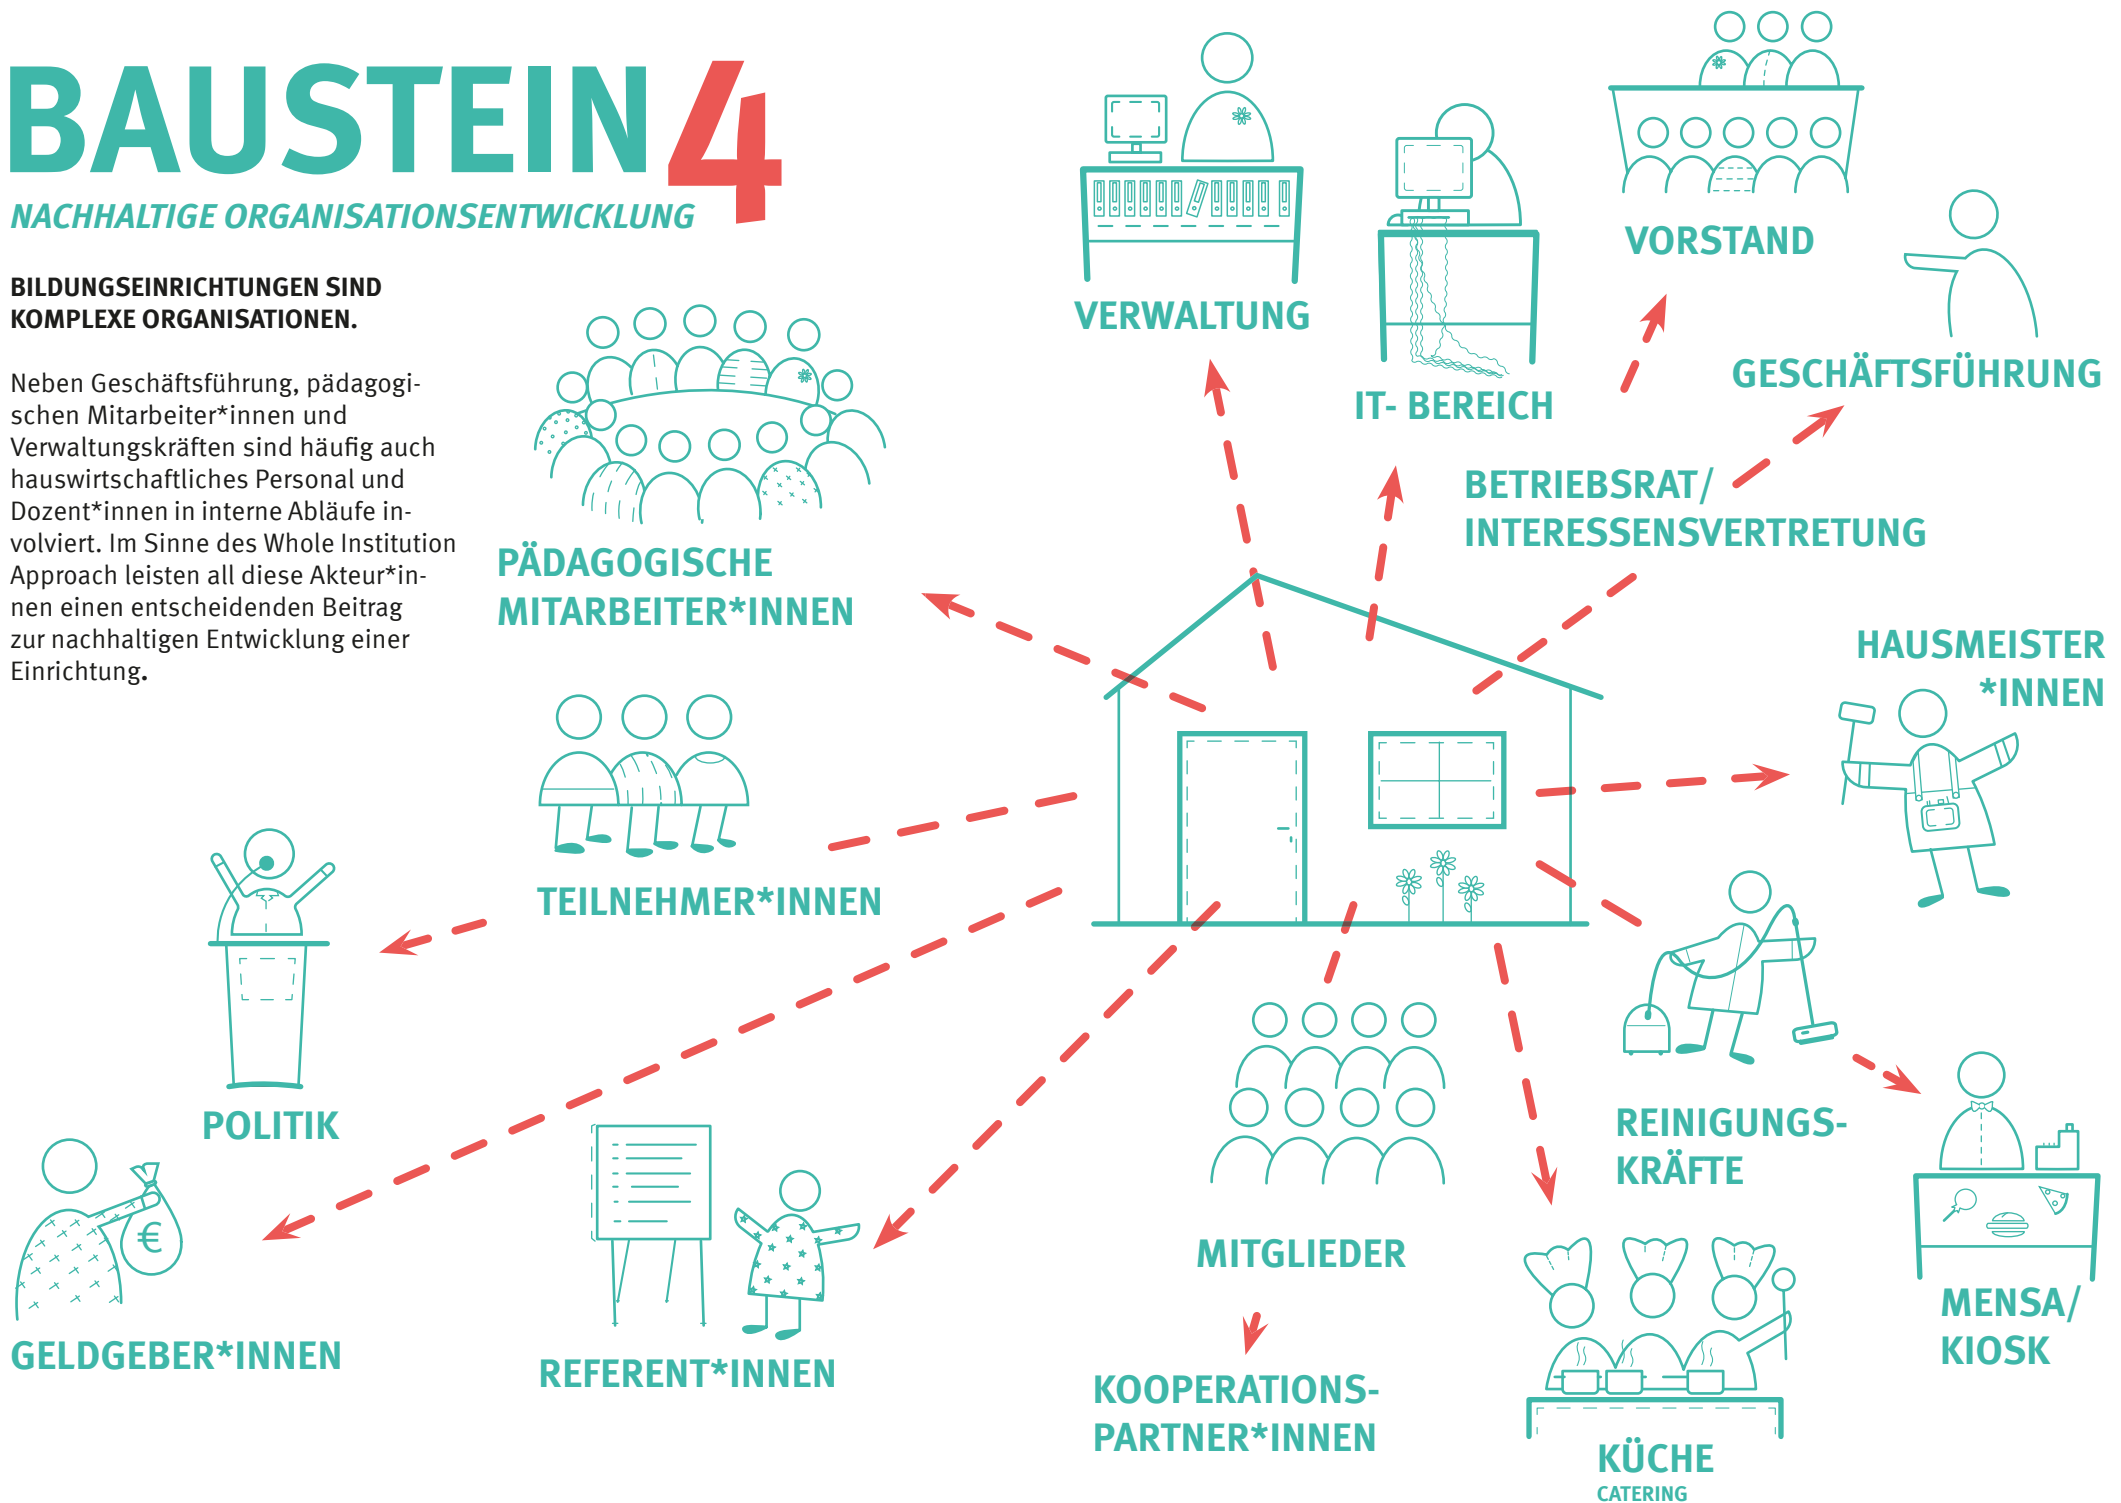 BAUSTEIN 4
NACHHALTIGE ORGANISATIONSENTWICKLUNG
BILDUNGSEINRICHTUNGEN SIND
KOMPLEXE ORGANISATIONEN.
Neben Geschäftsführung, pädagogi-
schen Mitarbeiter*innen und
Verwaltungskräften sind häufig auch
hauswirtschaftliches Personal und
Dozent*innen in interne Abläufe in-
volviert. Im Sinne des Whole Institution
Approach leisten all diese Akteur*in-
nen einen entscheidenden Beitrag
zur nachhaltigen Entwicklung einer
Einrichtung.
VERWALTUNG
IT- BEREICH
VORSTAND
GESCHÄFTSFÜHRUNG
BETRIEBSRAT/
INTERESSENSVERTRETUNG
PÄDAGOGISCHE
MITARBEITER*INNEN
HAUSMEISTER
*INNEN
TEILNEHMER*INNEN
POLITIK
REINIGUNGS-
KRÄFTE
€
MITGLIEDER
MENSA/
KIOSK
GELDGEBER*INNEN
REFERENT*INNEN
KOOPERATIONS-
PARTNER*INNEN
KÜCHE
CATERING